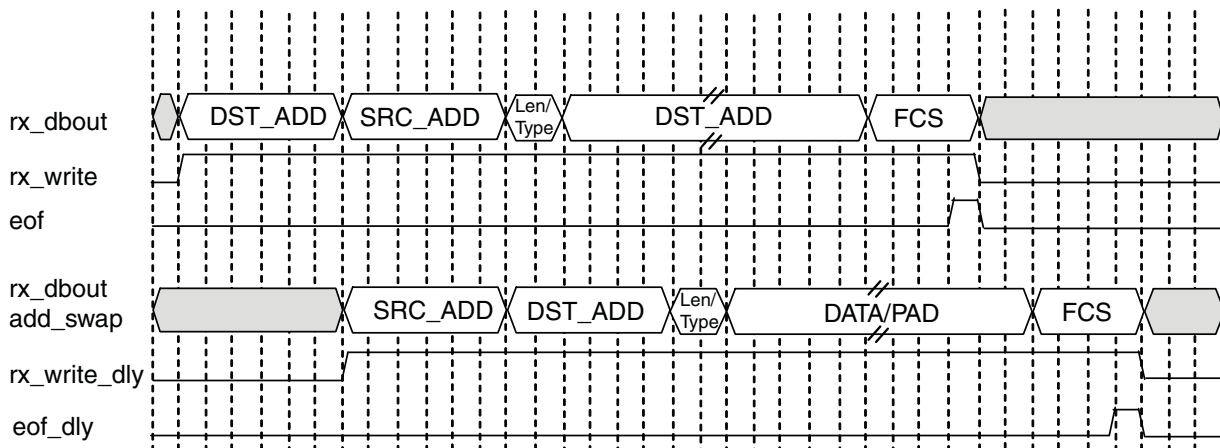 rx_dbout DST_ADD SRC_ADD Len/
Type DST_ADD FCS
rx_write
eof
rx_dbout
add_swap SRC_ADD DST_ADD Len/
Type DATA/PAD FCS
rx_write_dly
eof_dly